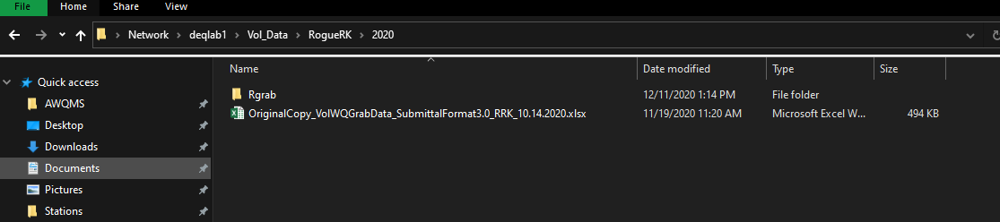 File Home Share View
Network > deqlab1 > Vol_Data > RogueRK > 2020
Name Date modified Type Size
Quick access
AWQMS
Desktop
Downloads
Documents
Pictures
Stations
Rgrab 12/11/2020 1:14 PM File folder
OriginalCopy_VolWQGrabData_SubmittalFormat3.0_RRK_10.14.2020.xlsx 11/19/2020 11:20 AM Microsoft Excel W... 494 KB